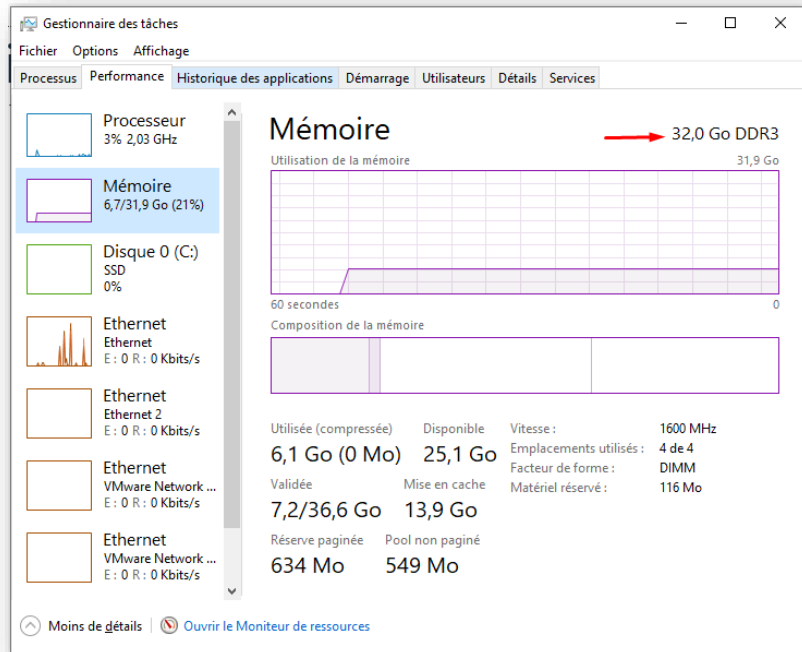 Gestionnaire des tâches
Fichier Options Affichage
Processus Performance Historique des applications Démarrage Utilisateurs Détails Services
Processeur
3% 2,03 GHz
Mémoire
6,7/31,9 Go (21%)
Disque 0 (C:)
SSD
0%
Ethernet
Ethernet
E : 0 R : 0 Kbits/s
Ethernet
Ethernet 2
E : 0 R : 0 Kbits/s
Ethernet
VMware Network ...
E : 0 R : 0 Kbits/s
Ethernet
VMware Network ...
E : 0 R : 0 Kbits/s
Mémoire 32,0 Go DDR3
Utilisation de la mémoire 31,9 Go
60 secondes 0
Composition de la mémoire
Utilisée (compressée) Disponible
6,1 Go (0 Mo) 25,1 Go
Validée Mise en cache
7,2/36,6 Go 13,9 Go
Réserve paginée Pool non paginé
634 Mo 549 Mo
Vitesse : 1600 MHz
Emplacements utilisés : 4 de 4
Facteur de forme : DIMM
Matériel réservé : 116 Mo
Moins de détails Ouvrir le Moniteur de ressources